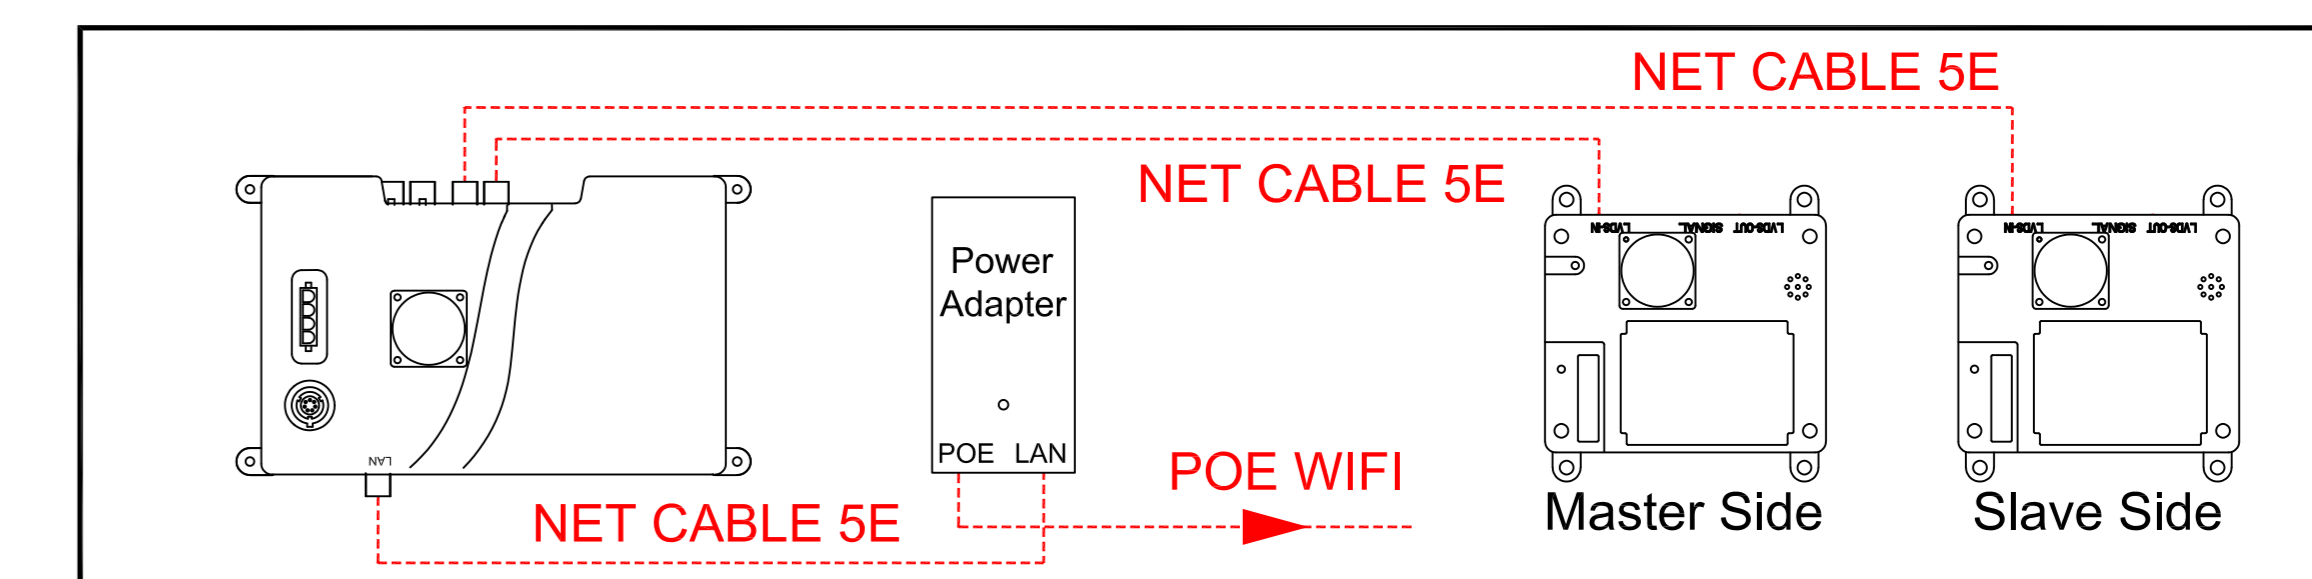 NET CABLE 5E
NET CABLE 5E
LVDS-IN SIGNAL LVDS-OUT
LVDS-IN SIGNAL LVDS-OUT
Power
Adapter
POE LAN
LAN
POE WIFI
NET CABLE 5E
Master Side
Slave Side